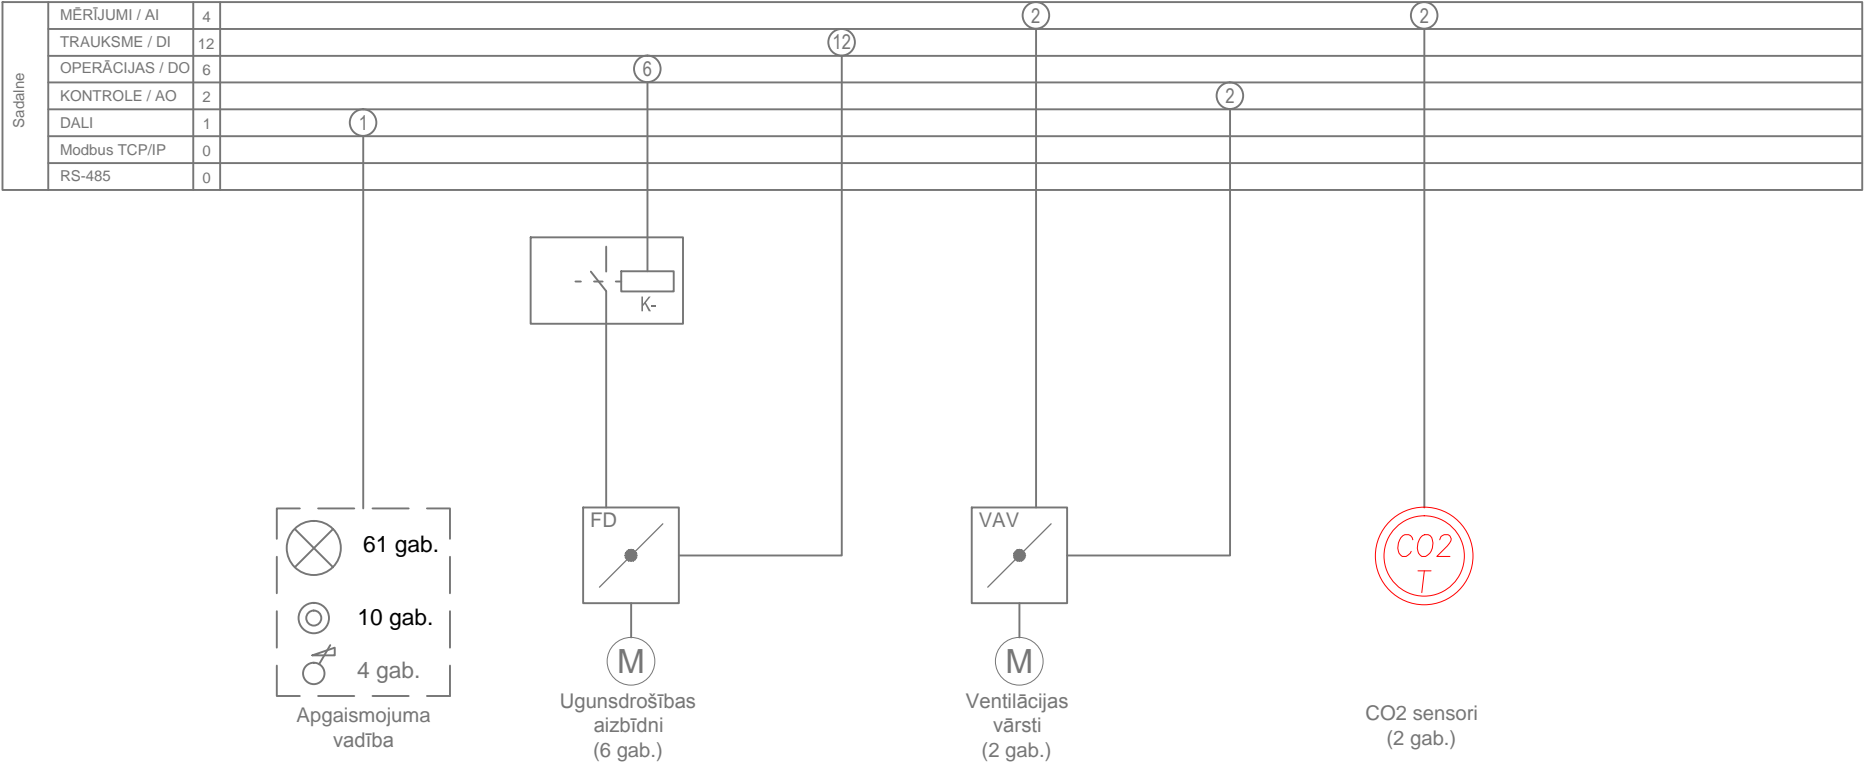 Sadalne
MĒRĪJUMI / AI 4 2 2
TRAUKSME / DI 12 12
OPERĀCIJAS / DO 6 6
KONTROLE / AO 2 2
DALI 1 1
Modbus TCP/IP 0
RS-485 0
K-
61 gab.
10 gab.
4 gab.
Apgaismojuma
vadība
FD
M
Ugunsdrošības
aizbīdni
(6 gab.)
VAV
M
Ventilācijas
vārsti
(2 gab.)
CO2
T
CO2 sensori
(2 gab.)